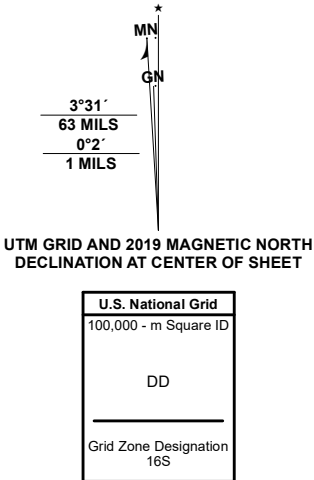 MN
GN
3°31´
63 MILS
0°2´
1 MILS
UTM GRID AND 2019 MAGNETIC NORTH
DECLINATION AT CENTER OF SHEET
U.S. National Grid
100,000 - m Square ID
DD
Grid Zone Designation
16S